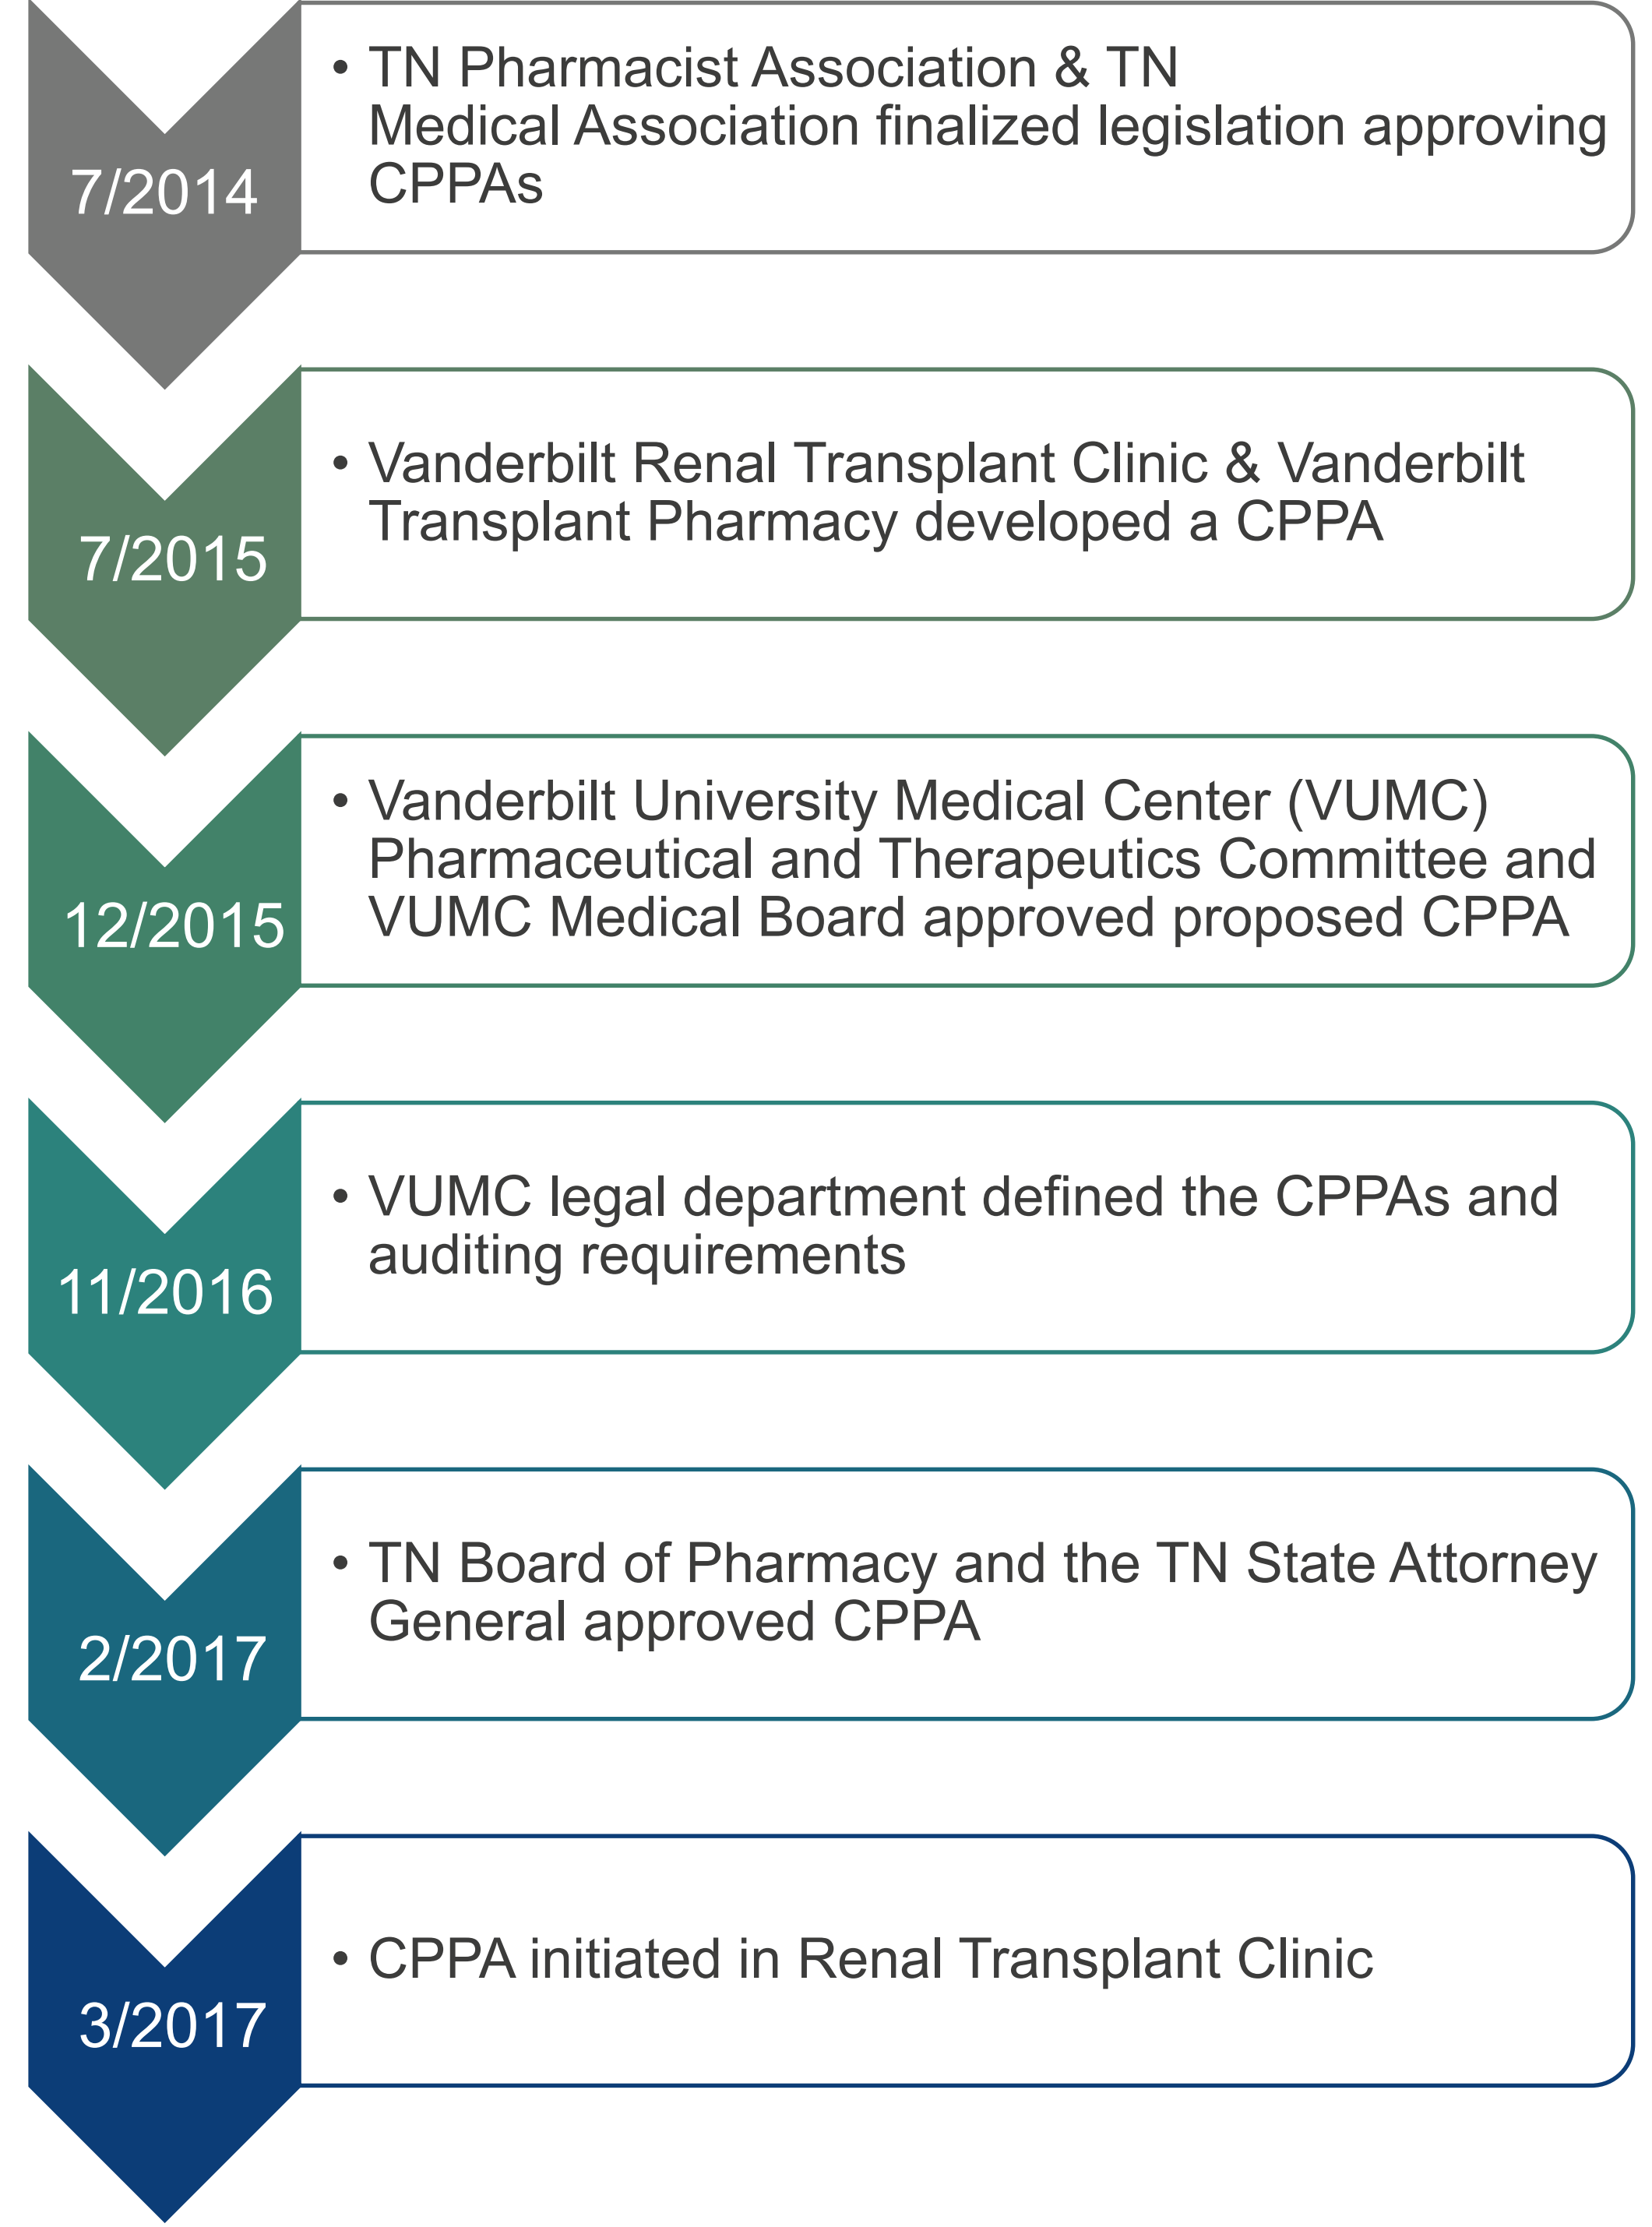 7/2014
• TN Pharmacist Association & TN
Medical Association finalized legislation approving
CPPAs
7/2015
• Vanderbilt Renal Transplant Clinic & Vanderbilt
Transplant Pharmacy developed a CPPA
12/2015
• Vanderbilt University Medical Center (VUMC)
Pharmaceutical and Therapeutics Committee and
VUMC Medical Board approved proposed CPPA
11/2016
• VUMC legal department defined the CPPAs and
auditing requirements
2/2017
• TN Board of Pharmacy and the TN State Attorney
General approved CPPA
3/2017
• CPPA initiated in Renal Transplant Clinic